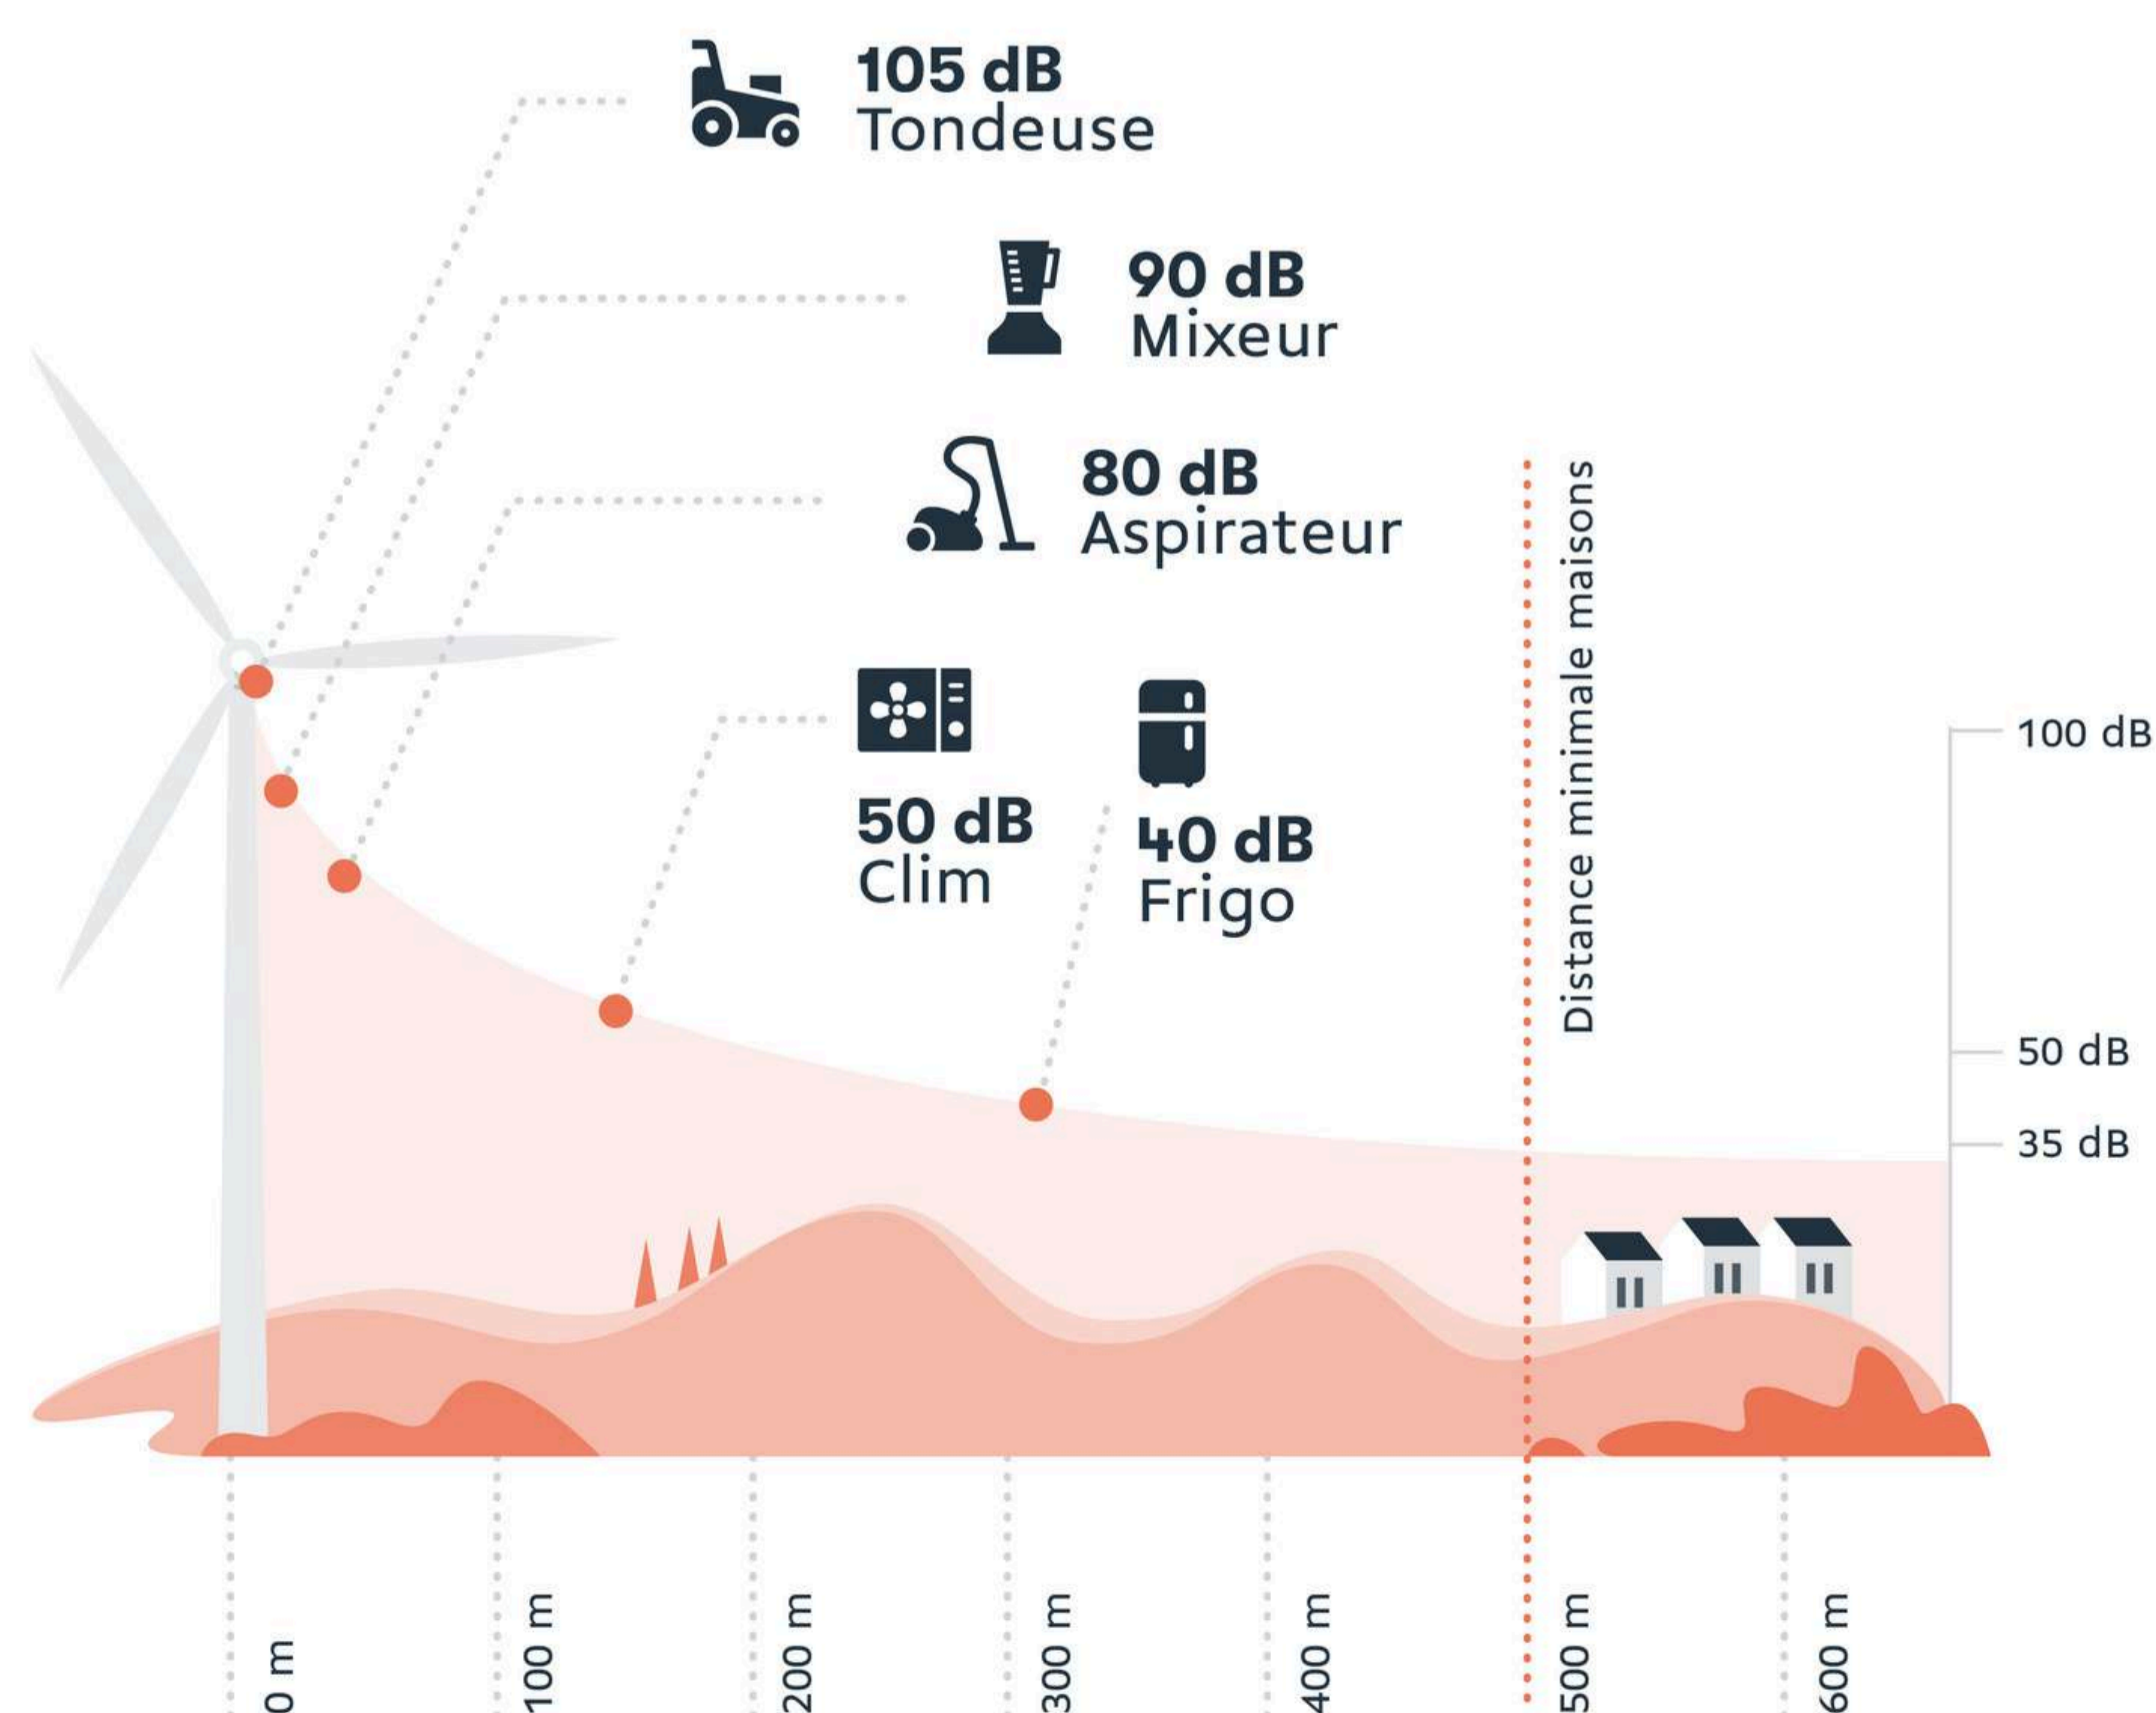 105 dB
Tondeuse
90 dB
Mixeur
80 dB
Aspirateur
50 dB
Clim
40 dB
Frigo
Distance minimale maisons
100 dB
50 dB
35 dB
0 m
100 m
200 m
300 m
400 m
500 m
600 m